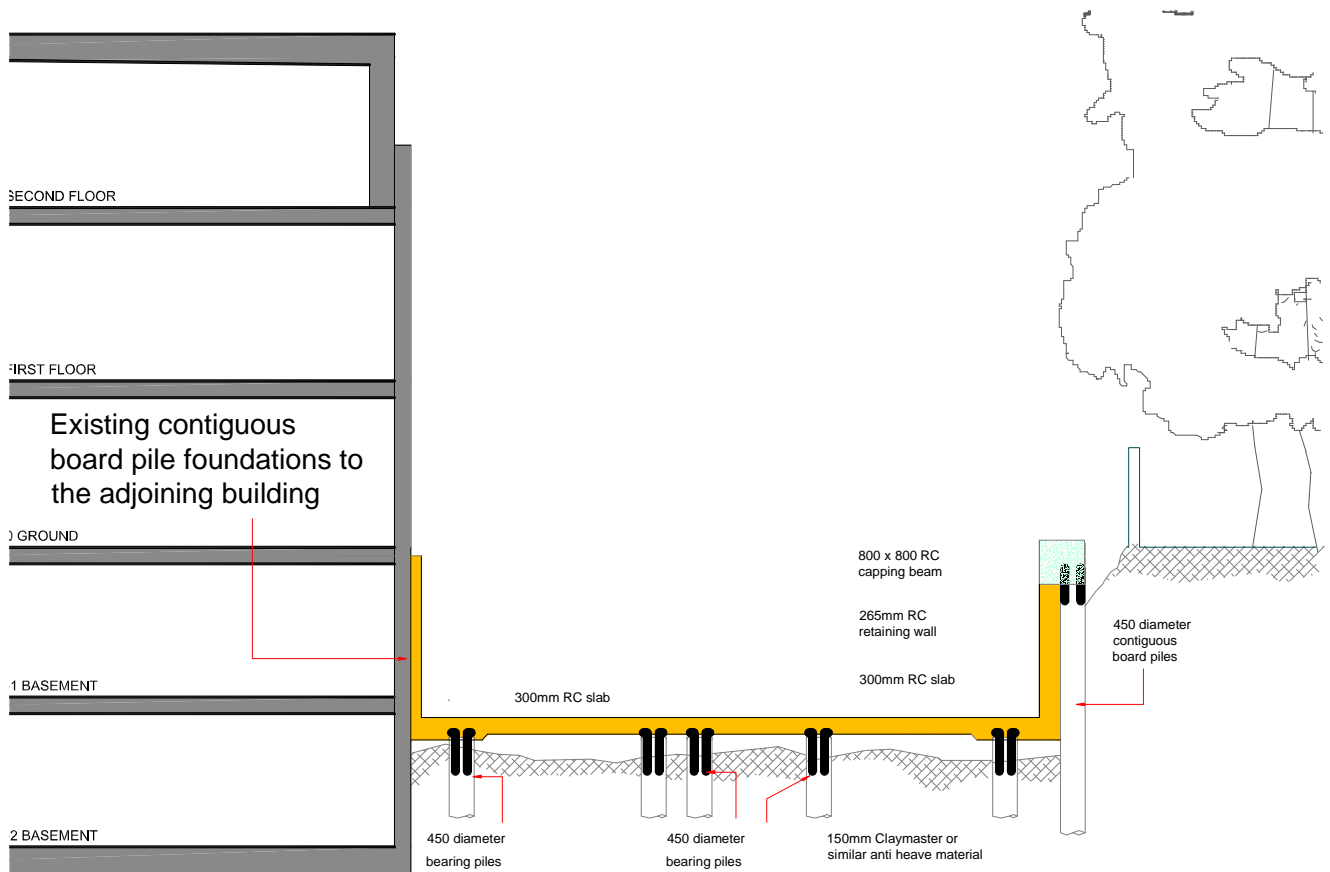 SECOND FLOOR
FIRST FLOOR
Existing contiguous
board pile foundations to
the adjoining building
0 GROUND
-1 BASEMENT
-2 BASEMENT
300mm RC slab
800 x 800 RC
capping beam
265mm RC
retaining wall
300mm RC slab
450 diameter
contiguous
board piles
450 diameter
bearing piles
450 diameter
bearing piles
150mm Claymaster or
similar anti heave material